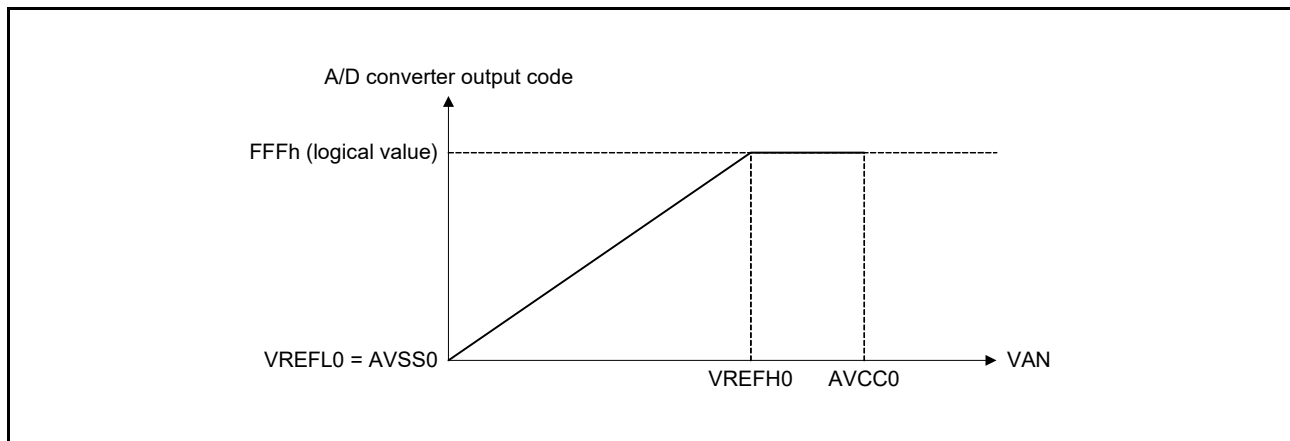 A/D converter output code
FFFh (logical value)
VREFL0 = AVSS0
VAN
VREFH0
AVCC0